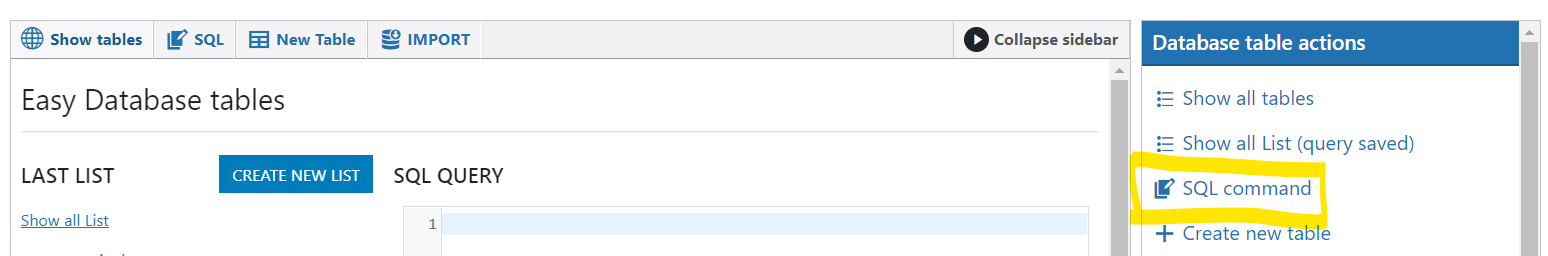 Show tables
SQL
New Table
IMPORT
Collapse sidebar
Easy Database tables
LAST LIST
CREATE NEW LIST
SQL QUERY
Show all List
1
Database table actions
Show all tables
Show all List (query saved)
SQL command
Create new table